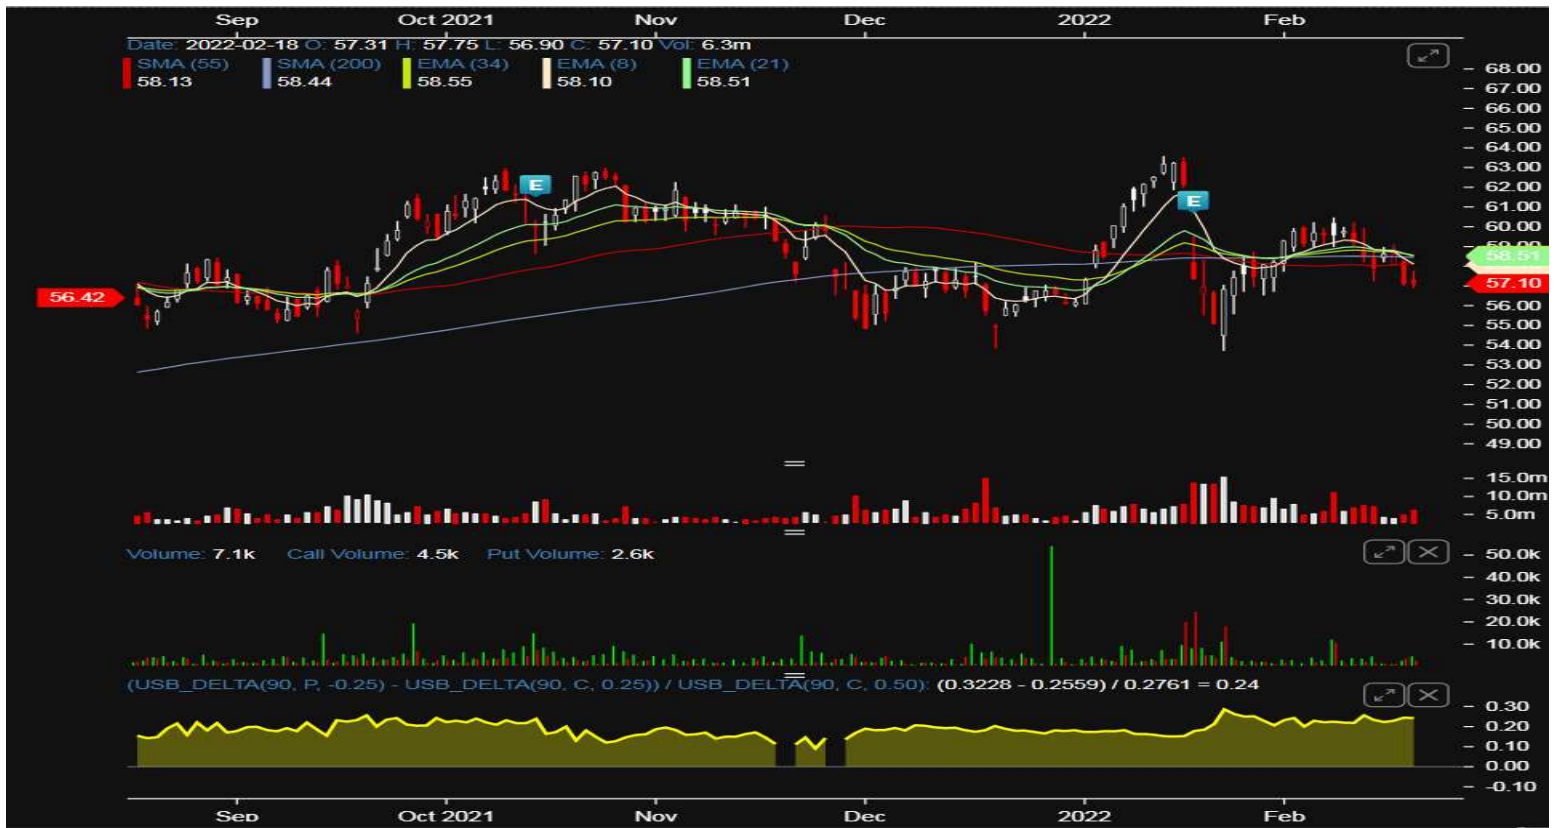 Sep Oct 2021 Nov Dec 2022 Feb
Date: 2022-02-18 O: 57.31 H: 57.75 L: 56.90 C: 57.10 Vol: 6.3m
SMA (55) SMA (200) EMA (34) EMA (8) EMA (21)
58.13 58.44 58.55 58.10 58.51
68.00
67.00
66.00
65.00
64.00
63.00
62.00
61.00
60.00
59.00
58.51
57.10
56.00
55.00
54.00
53.00
52.00
51.00
50.00
49.00
E
E
56.42
15.0m
10.0m
5.0m
Volume: 7.1k Call Volume: 4.5k Put Volume: 2.6k
50.0k
40.0k
30.0k
20.0k
10.0k
(USB_DELTA(90, P, -0.25) - USB_DELTA(90, C, 0.25)) / USB_DELTA(90, C, 0.50): (0.3228 - 0.2559) / 0.2761 = 0.24
0.30
0.20
0.10
0.00
-0.10
Sep Oct 2021 Nov Dec 2022 Feb